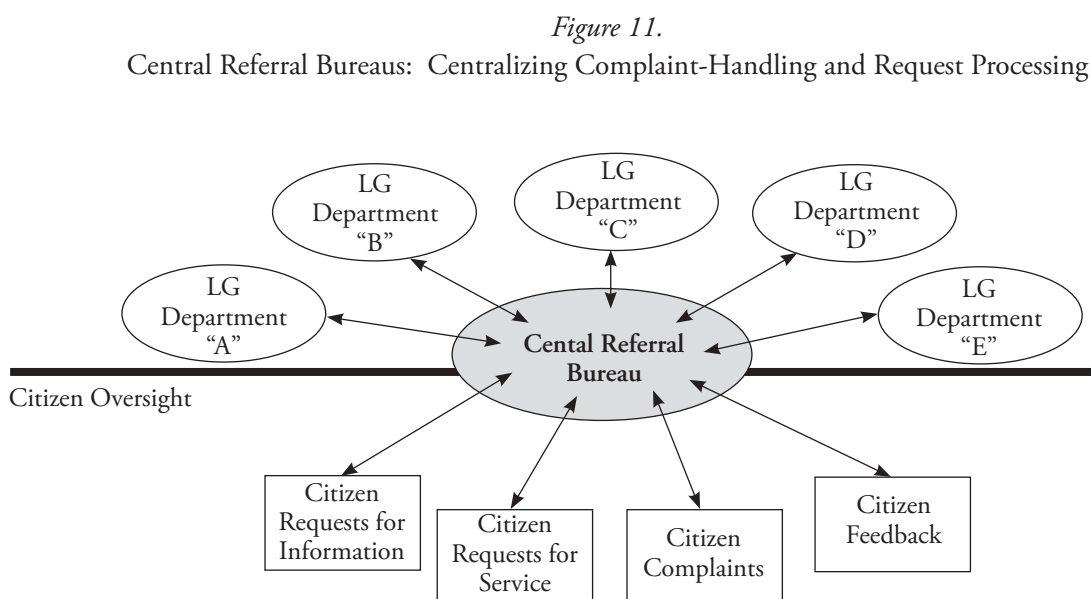 Figure 11.
Central Referral Bureaus: Centralizing Complaint-Handling and Request Processing
LG
Department
“A”
LG
Department
“B”
LG
Department
“C”
LG
Department
“D”
LG
Department
“E”
Cental Referral
Bureau
Citizen Oversight
Citizen
Requests for
Information
Citizen
Requests for
Service
Citizen
Complaints
Citizen
Feedback